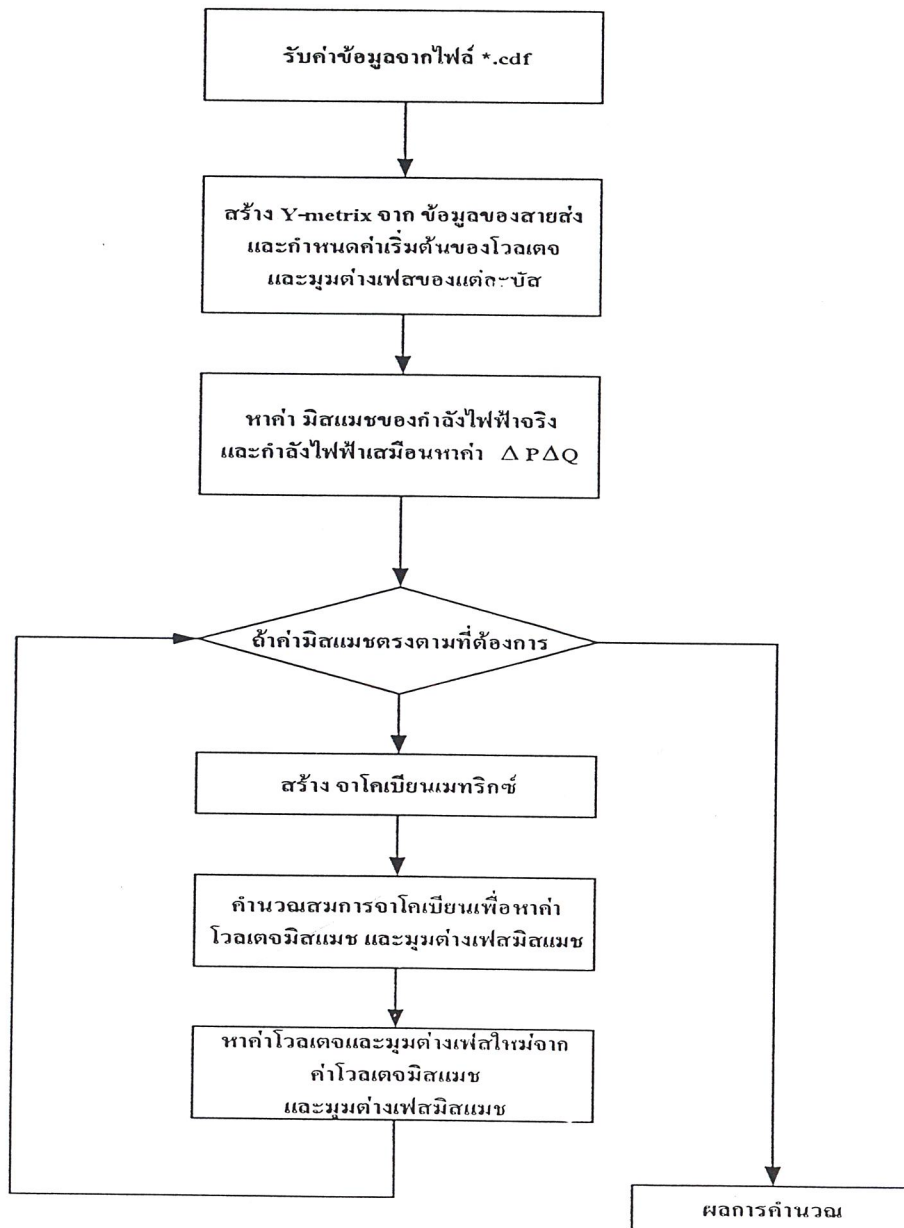 รับค่าข้อมูลจากไฟล์ *.cdf
สร้าง Y-metrix จาก ข้อมูลของสายส่ง
และกำหนดค่าเริ่มต้นของโวลเตจ
และมุมต่างเฟสของแต่ละบัส
หาค่า มิสแมชของกำลังไฟฟ้าจริง
และกำลังไฟฟ้าเสมือนหาค่า Δ PΔQ
ถ้าค่ามิสแมชตรงตามที่ต้องการ
สร้าง จาโคเบียนเมทริกซ์
คำนวณสมการจาโคเบียนเพื่อหาค่า
โวลเตจมิสแมช และมุมต่างเฟสมิสแมช
หาค่าโวลเตจและมุมต่างเฟสใหม่จาก
ค่าโวลเตจมิสแมช
และมุมต่างเฟสมิสแมช
ผลการคำนวณ